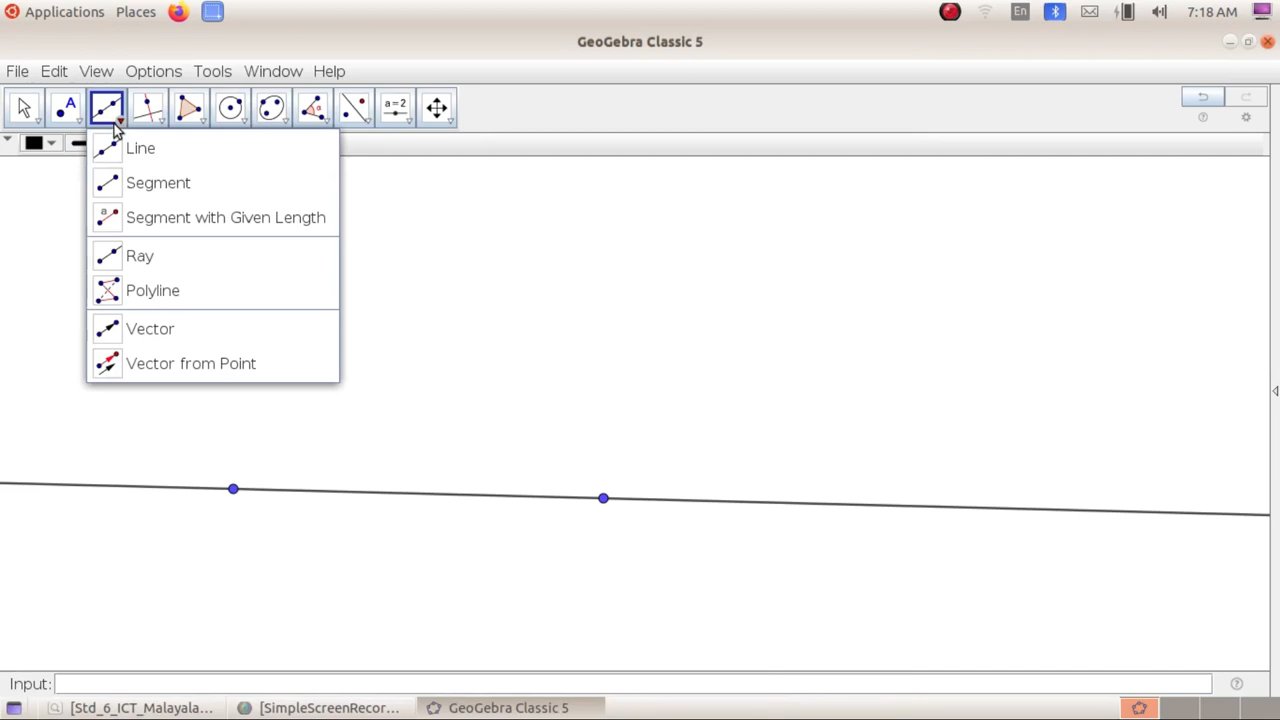 Applications Places En 7:18 AM
GeoGebra Classic 5
File Edit View Options Tools Window Help
A
α
a=2
Line
Segment
a
Segment with Given Length
Ray
Polyline
Vector
Vector from Point
Input:
[Std_6_ICT_Malayala... [SimpleScreenRecor... GeoGebra Classic 5